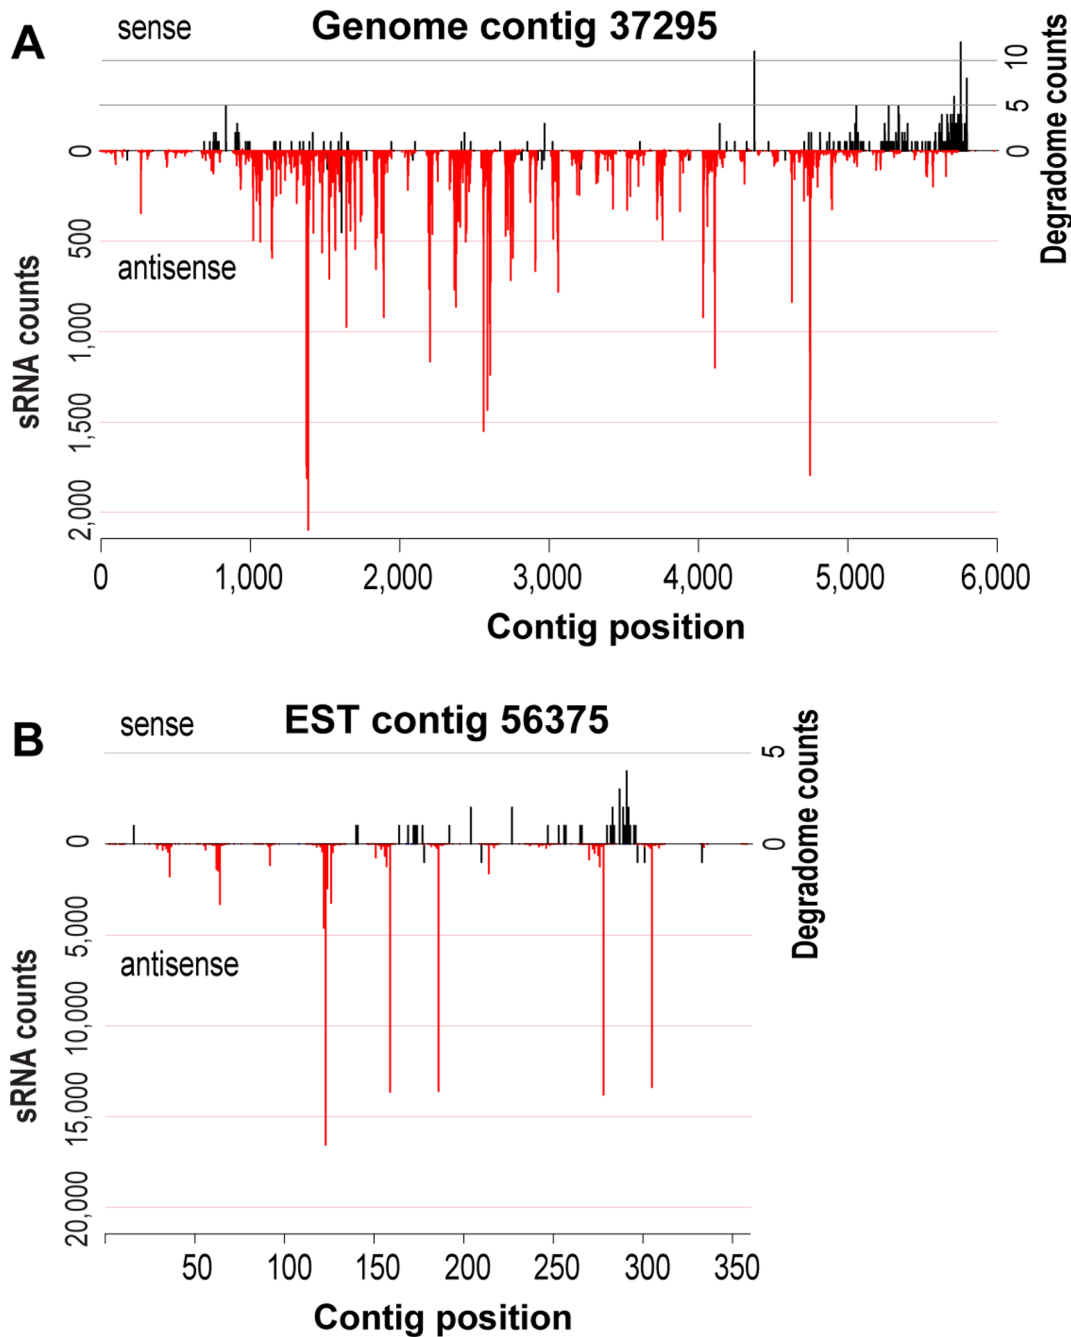 A
sense
Genome contig 37295
10
5
0
Degradome counts
0
500
1,000
1,500
2,000
sRNA counts
antisense
0
1,000
2,000
3,000
4,000
5,000
6,000
Contig position
B
sense
EST contig 56375
5
0
Degradome counts
0
5,000
10,000
15,000
20,000
sRNA counts
antisense
50
100
150
200
250
300
350
Contig position